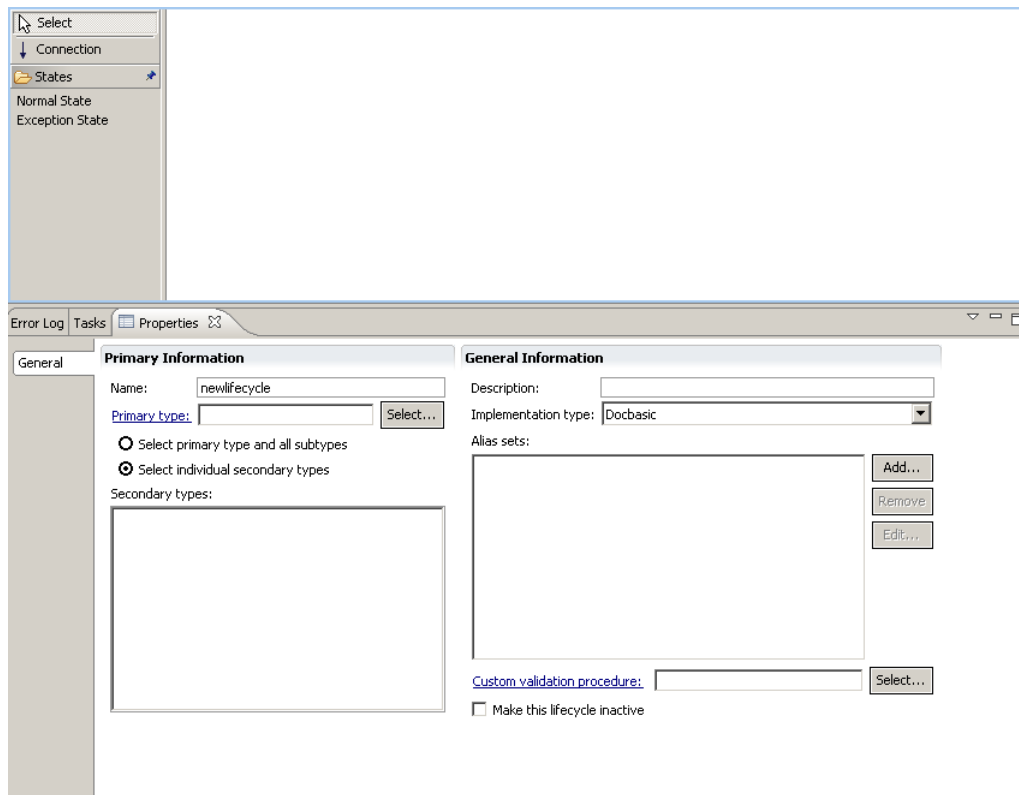 Select
Connection
States
Normal State
Exception State
Error Log Tasks Properties
General
Primary Information
Name: newlifecycle
Primary type: Select...
Select primary type and all subtypes
Select individual secondary types
Secondary types:
General Information
Description:
Implementation type: Docbasic
Alias sets:
Add...
Remove
Edit...
Custom validation procedure: Select...
Make this lifecycle inactive